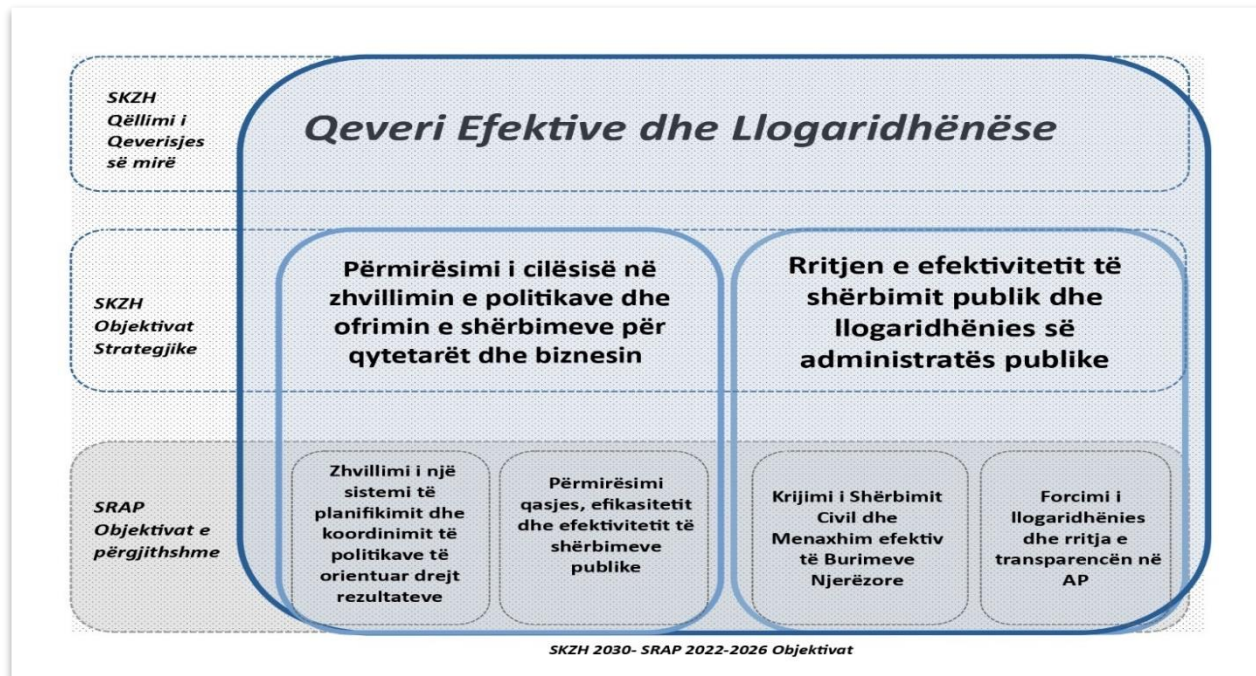 SKZH
Qëllimi i
Qeverisjes
së mirë
Qeveri Efektive dhe Llogaridhënëse
SKZH
Objektivat
Strategjike
Përmirësimi i cilësisë në
zhvillimin e politikave dhe
ofrimin e shërbimeve për
qytetarët dhe biznesin
Rritjen e efektivitetit të
shërbimit publik dhe
llogaridhënies së
administratës publike
SRAP
Objektivat e
përgjithshme
Zhvillimi i një
sistemi të
planifikimit dhe
koordinimit të
politikave të
orientuar drejt
rezultateve
Përmirësimi
qasjes, efikasitetit
dhe efektivitetit të
shërbimeve
publike
Krijimi i Shërbimit
Civil dhe
Menaxhim efektiv
të Burimeve
Njerëzore
Forcimi i
llogaridhënies
dhe rritja e
transparencën në
AP
SKZH 2030- SRAP 2022-2026 Objektivat